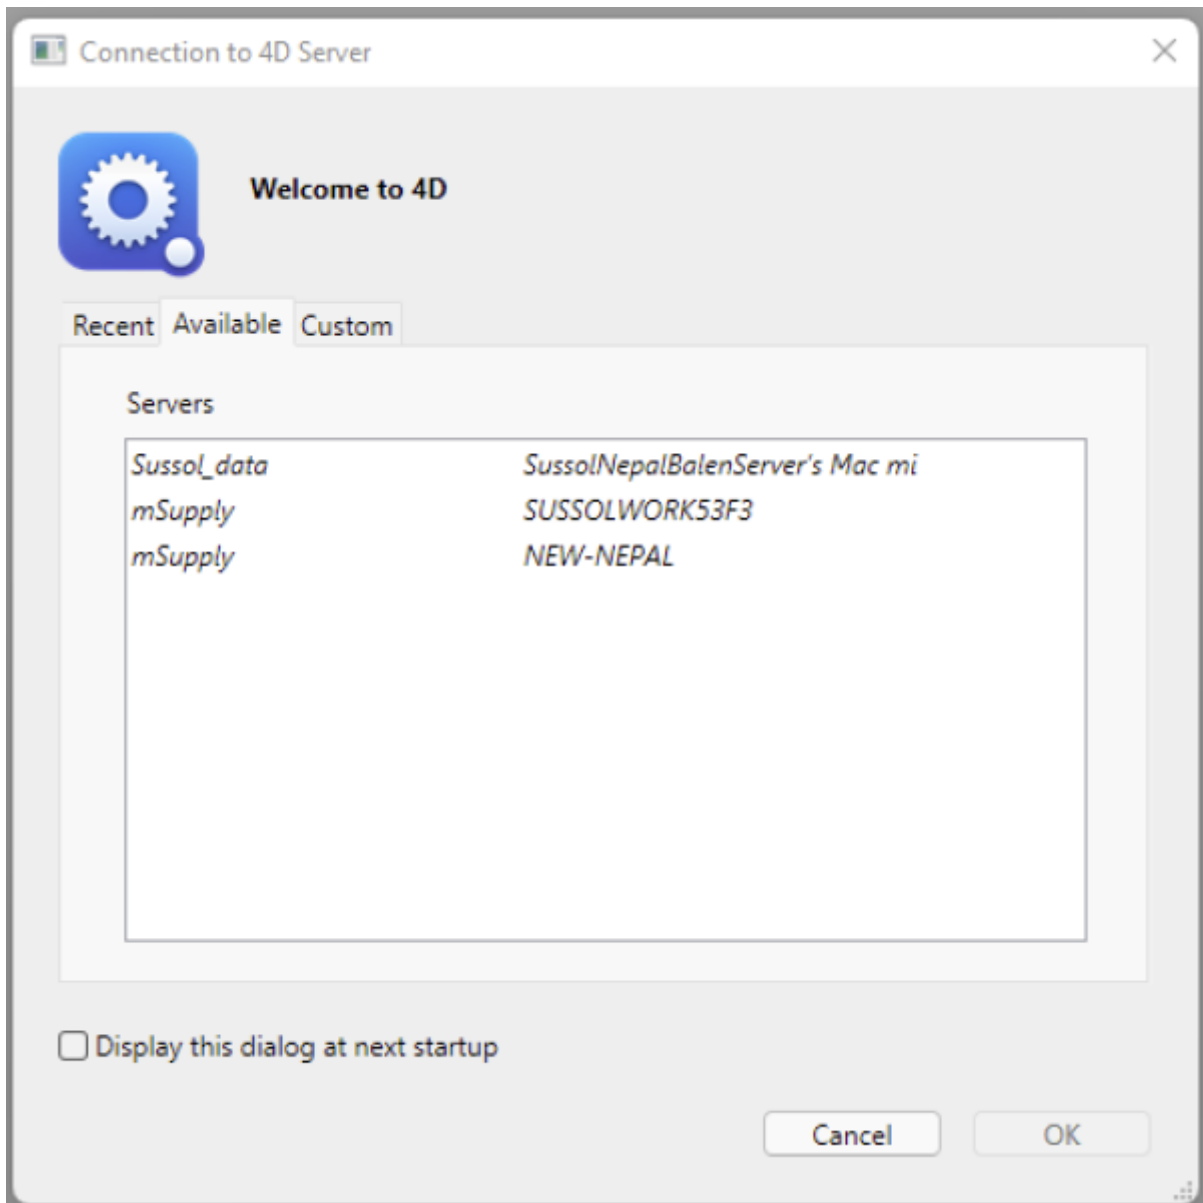 Connection to 4D Server
Welcome to 4D
Recent Available Custom
Servers
Sussol_data SussolNepalBalenServer's Mac mi
mSupply SUSSOLWORK53F3
mSupply NEW-NEPAL
Display this dialog at next startup
Cancel OK